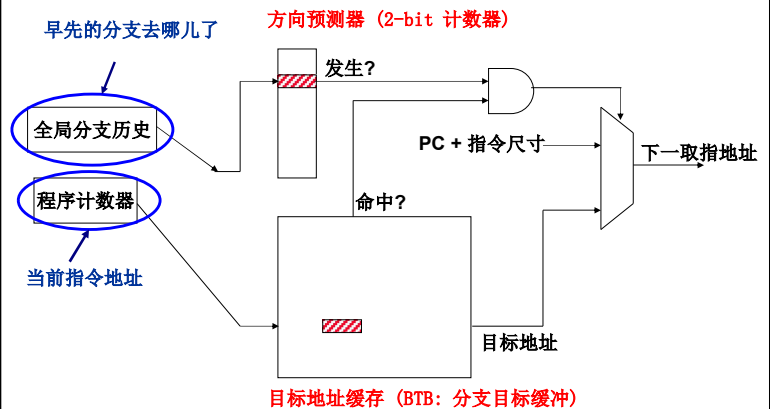 方向预测器 (2-bit 计数器)
早先的分支去哪儿了
发生?
全局分支历史
PC + 指令尺寸
下一取指地址
程序计数器
命中?
当前指令地址
目标地址
目标地址缓存 (BTB: 分支目标缓冲)